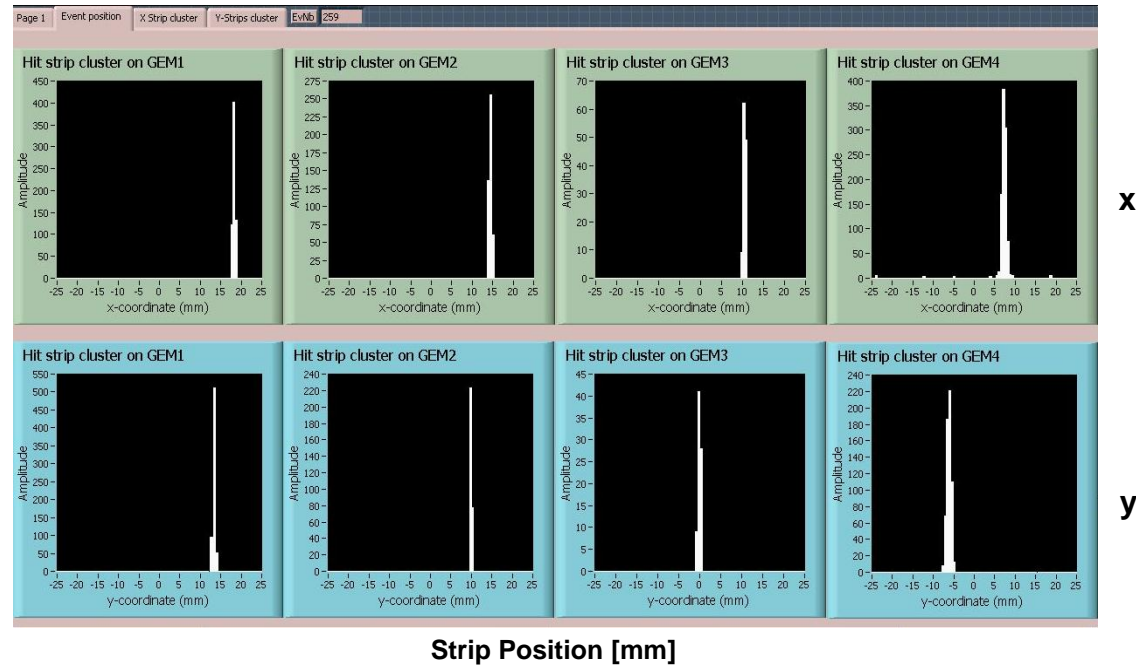 Page 1 Event position X Strip cluster Y-Strips cluster EvNb 259
Hit strip cluster on GEM1
450
400
350
300
250
200
150
100
50
0
Amplitude
-25 -20 -15 -10 -5 0 5 10 15 20 25
x-coordinate (mm)
Hit strip cluster on GEM2
275
250
225
200
175
150
125
100
75
50
25
0
Amplitude
-25 -20 -15 -10 -5 0 5 10 15 20 25
x-coordinate (mm)
Hit strip cluster on GEM3
70
60
50
40
30
20
10
0
Amplitude
-25 -20 -15 -10 -5 0 5 10 15 20 25
x-coordinate (mm)
Hit strip cluster on GEM4
400
350
300
250
200
150
100
50
0
Amplitude
-25 -20 -15 -10 -5 0 5 10 15 20 25
x-coordinate (mm)
x
Hit strip cluster on GEM1
550
500
450
400
350
300
250
200
150
100
50
0
Amplitude
-25 -20 -15 -10 -5 0 5 10 15 20 25
y-coordinate (mm)
Hit strip cluster on GEM2
240
220
200
180
160
140
120
100
80
60
40
20
0
Amplitude
-25 -20 -15 -10 -5 0 5 10 15 20 25
y-coordinate (mm)
Hit strip cluster on GEM3
45
40
35
30
25
20
15
10
5
0
Amplitude
-25 -20 -15 -10 -5 0 5 10 15 20 25
y-coordinate (mm)
Hit strip cluster on GEM4
240
220
200
180
160
140
120
100
80
60
40
20
0
Amplitude
-25 -20 -15 -10 -5 0 5 10 15 20 25
y-coordinate (mm)
y
Strip Position [mm]